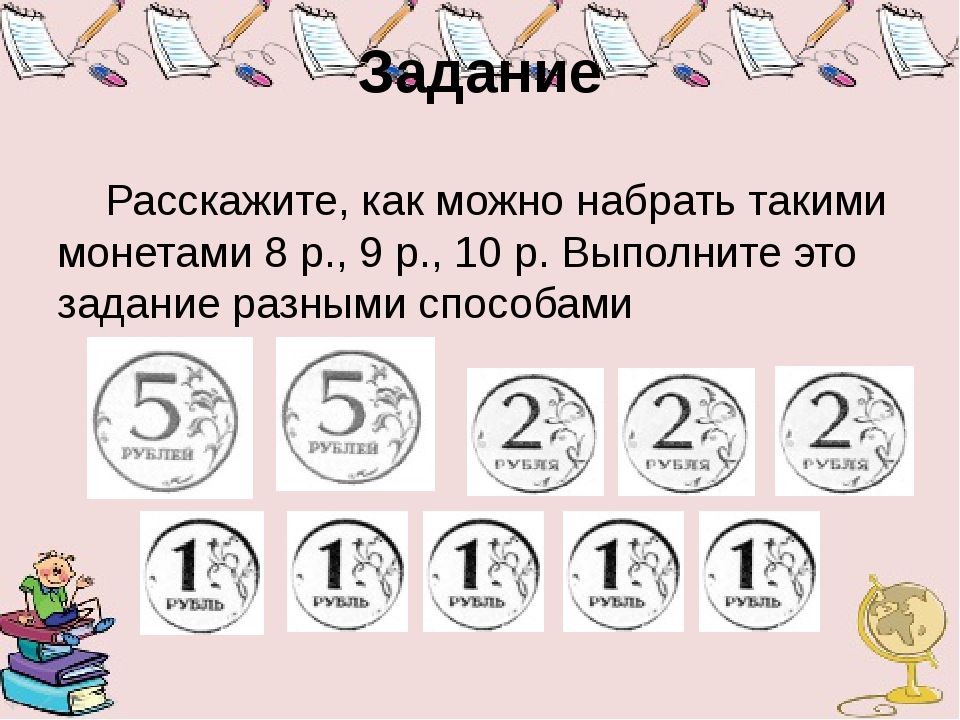 Задание
Расскажите, как можно набрать такими
монетами 8 р., 9 р., 10 р. Выполните это
задание разными способами
5 5 2 2 2
РУБЛЕЙ РУБЛЕЙ РУБЛЯ РУБЛЯ РУБЛЯ
1 1 1 1 1
РУБЛЬ РУБЛЬ РУБЛЬ РУБЛЬ РУБЛЬ